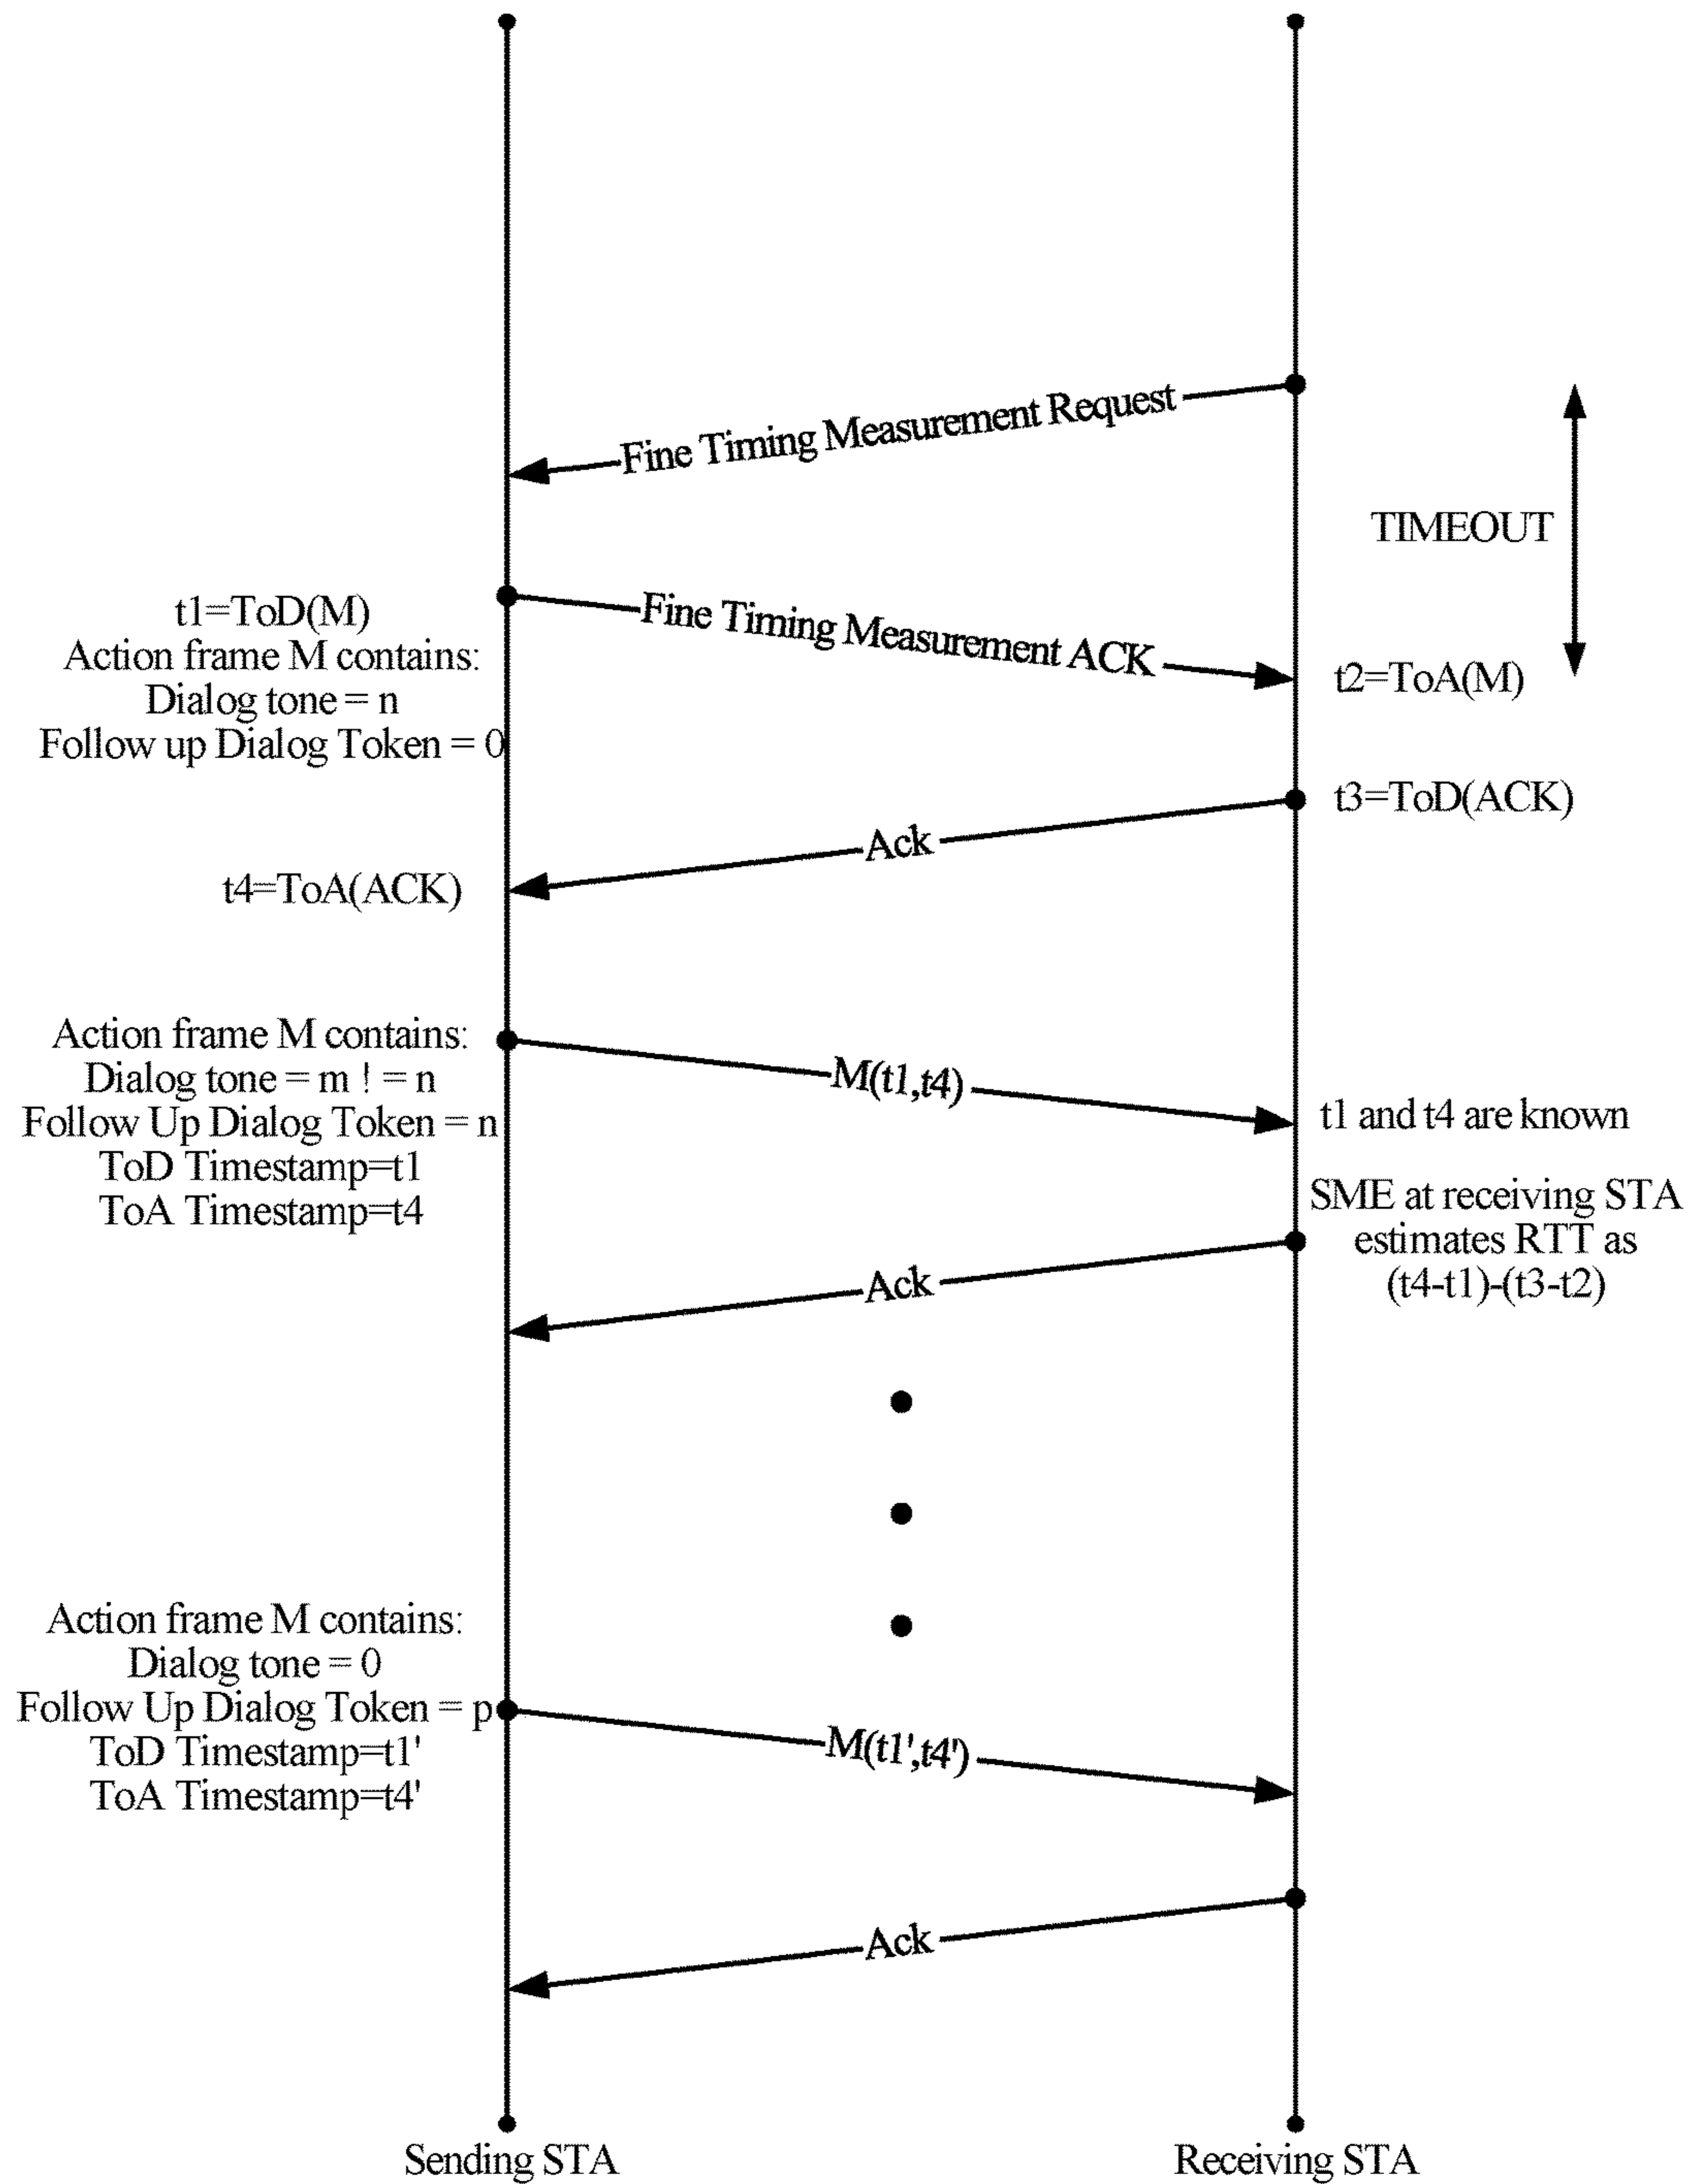 Fine Timing Measurement Request
TIMEOUT
t1=ToD(M)
Action frame M contains:
Dialog tone = n
Follow up Dialog Token = 0
Fine Timing Measurement ACK
t2=ToA(M)
t3=ToD(ACK)
Ack
t4=ToA(ACK)
Action frame M contains:
Dialog tone = m ! = n
Follow Up Dialog Token = n
ToD Timestamp=t1
ToA Timestamp=t4
M(t1,t4)
t1 and t4 are known
SME at receiving STA
estimates RTT as
(t4-t1)-(t3-t2)
Ack
Action frame M contains:
Dialog tone = 0
Follow Up Dialog Token = p
ToD Timestamp=t1'
ToA Timestamp=t4'
M(t1',t4')
Ack
Sending STA
Receiving STA